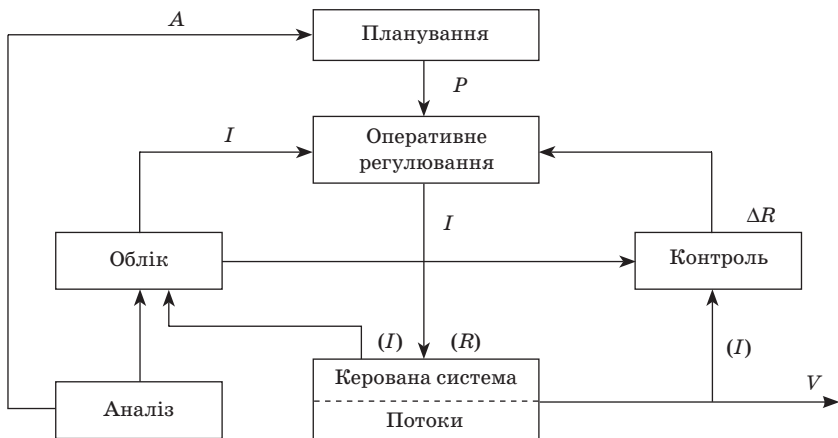 A
Планування
P
I
Оперативне
регулювання
I
ΔR
Облік
Контроль
(I)
(R)
(I)
Керована система
V
Аналіз
Потоки